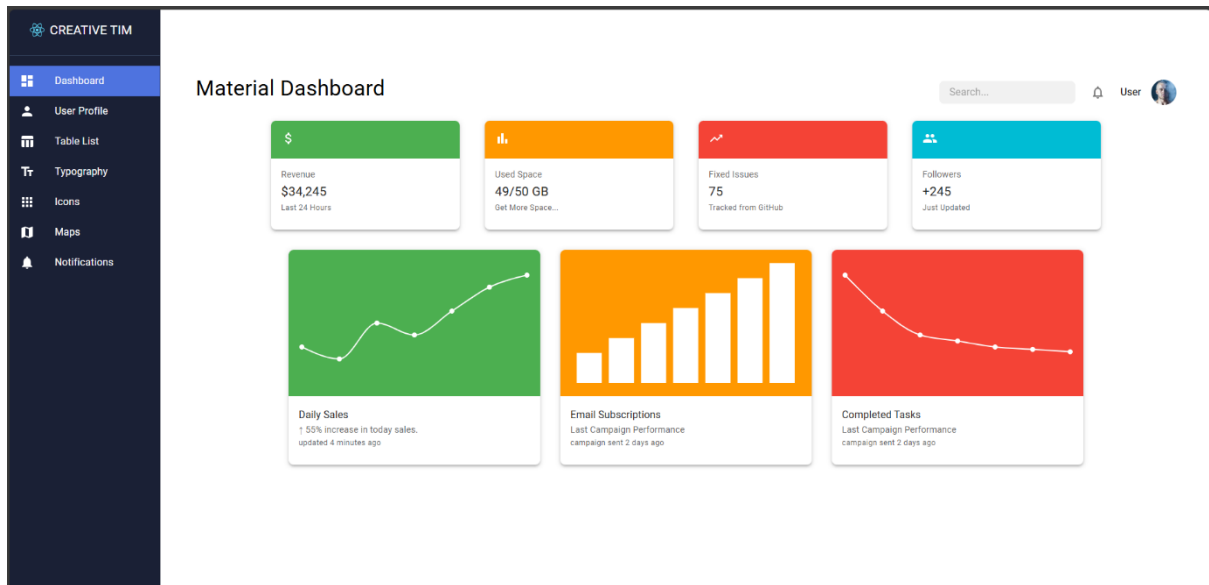 CREATIVE TIM
Dashboard
User Profile
Table List
Typography
Icons
Maps
Notifications
Material Dashboard
Search...
User
$
Revenue
$34,245
Last 24 Hours
Used Space
49/50 GB
Get More Space...
Fixed Issues
75
Tracked from GitHub
Followers
+245
Just Updated
Daily Sales
↑ 55% increase in today sales.
updated 4 minutes ago
Email Subscriptions
Last Campaign Performance
campaign sent 2 days ago
Completed Tasks
Last Campaign Performance
campaign sent 2 days ago